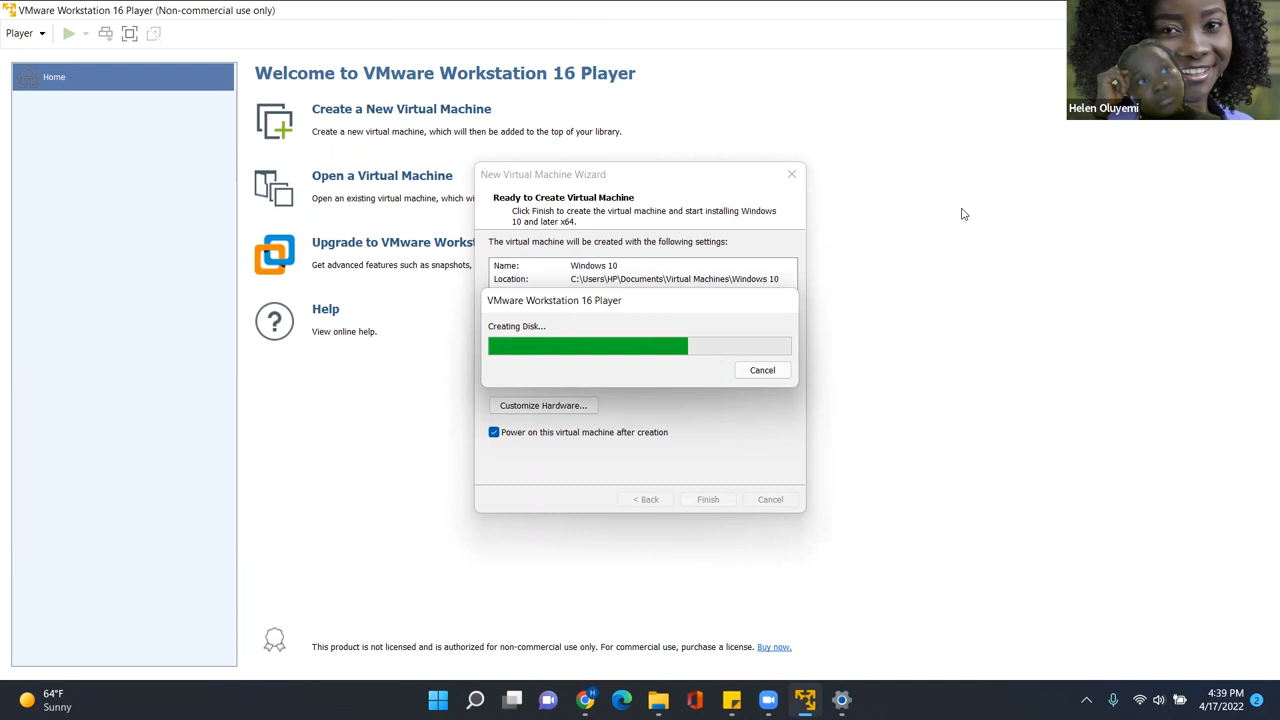 VMware Workstation 16 Player (Non-commercial use only)
Player
Home
Welcome to VMware Workstation 16 Player
Create a New Virtual Machine
Create a new virtual machine, which will then be added to the top of your library.
Open a Virtual Machine
Open an existing virtual machine, which wi
Upgrade to VMware Workst
Get advanced features such as snapshots,
Help
View online help.
New Virtual Machine Wizard
Ready to Create Virtual Machine
Click Finish to create the virtual machine and start installing Windows
10 and later x64.
The virtual machine will be created with the following settings:
Name: Windows 10
Location: C:\Users\HP\Documents\Virtual Machines\Windows 10
VMware Workstation 16 Player
Creating Disk...
Cancel
Customize Hardware...
Power on this virtual machine after creation
< Back Finish Cancel
This product is not licensed and is authorized for non-commercial use only. For commercial use, purchase a license. Buy now.
Helen Oluyemi
64°F
Sunny
H
4:39 PM
4/17/2022
2